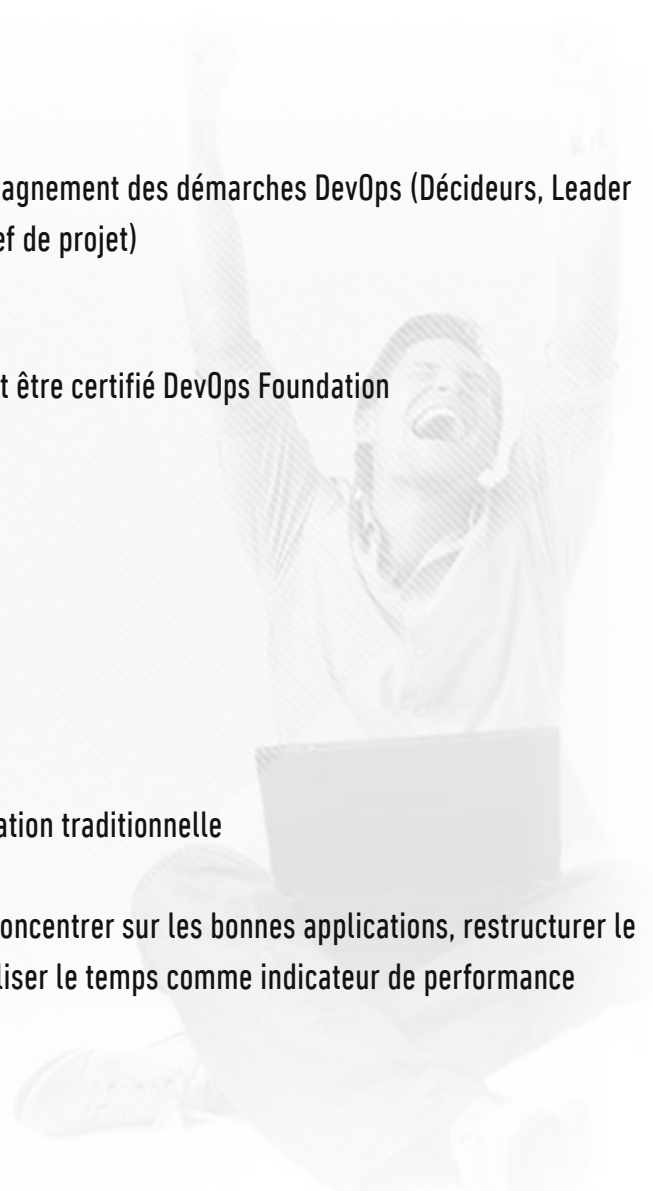 agnement des démarches DevOps (Décideurs, Leader
ef de projet)
t être certifié DevOps Foundation
ation traditionnelle
oncentrer sur les bonnes applications, restructurer le
liser le temps comme indicateur de performance